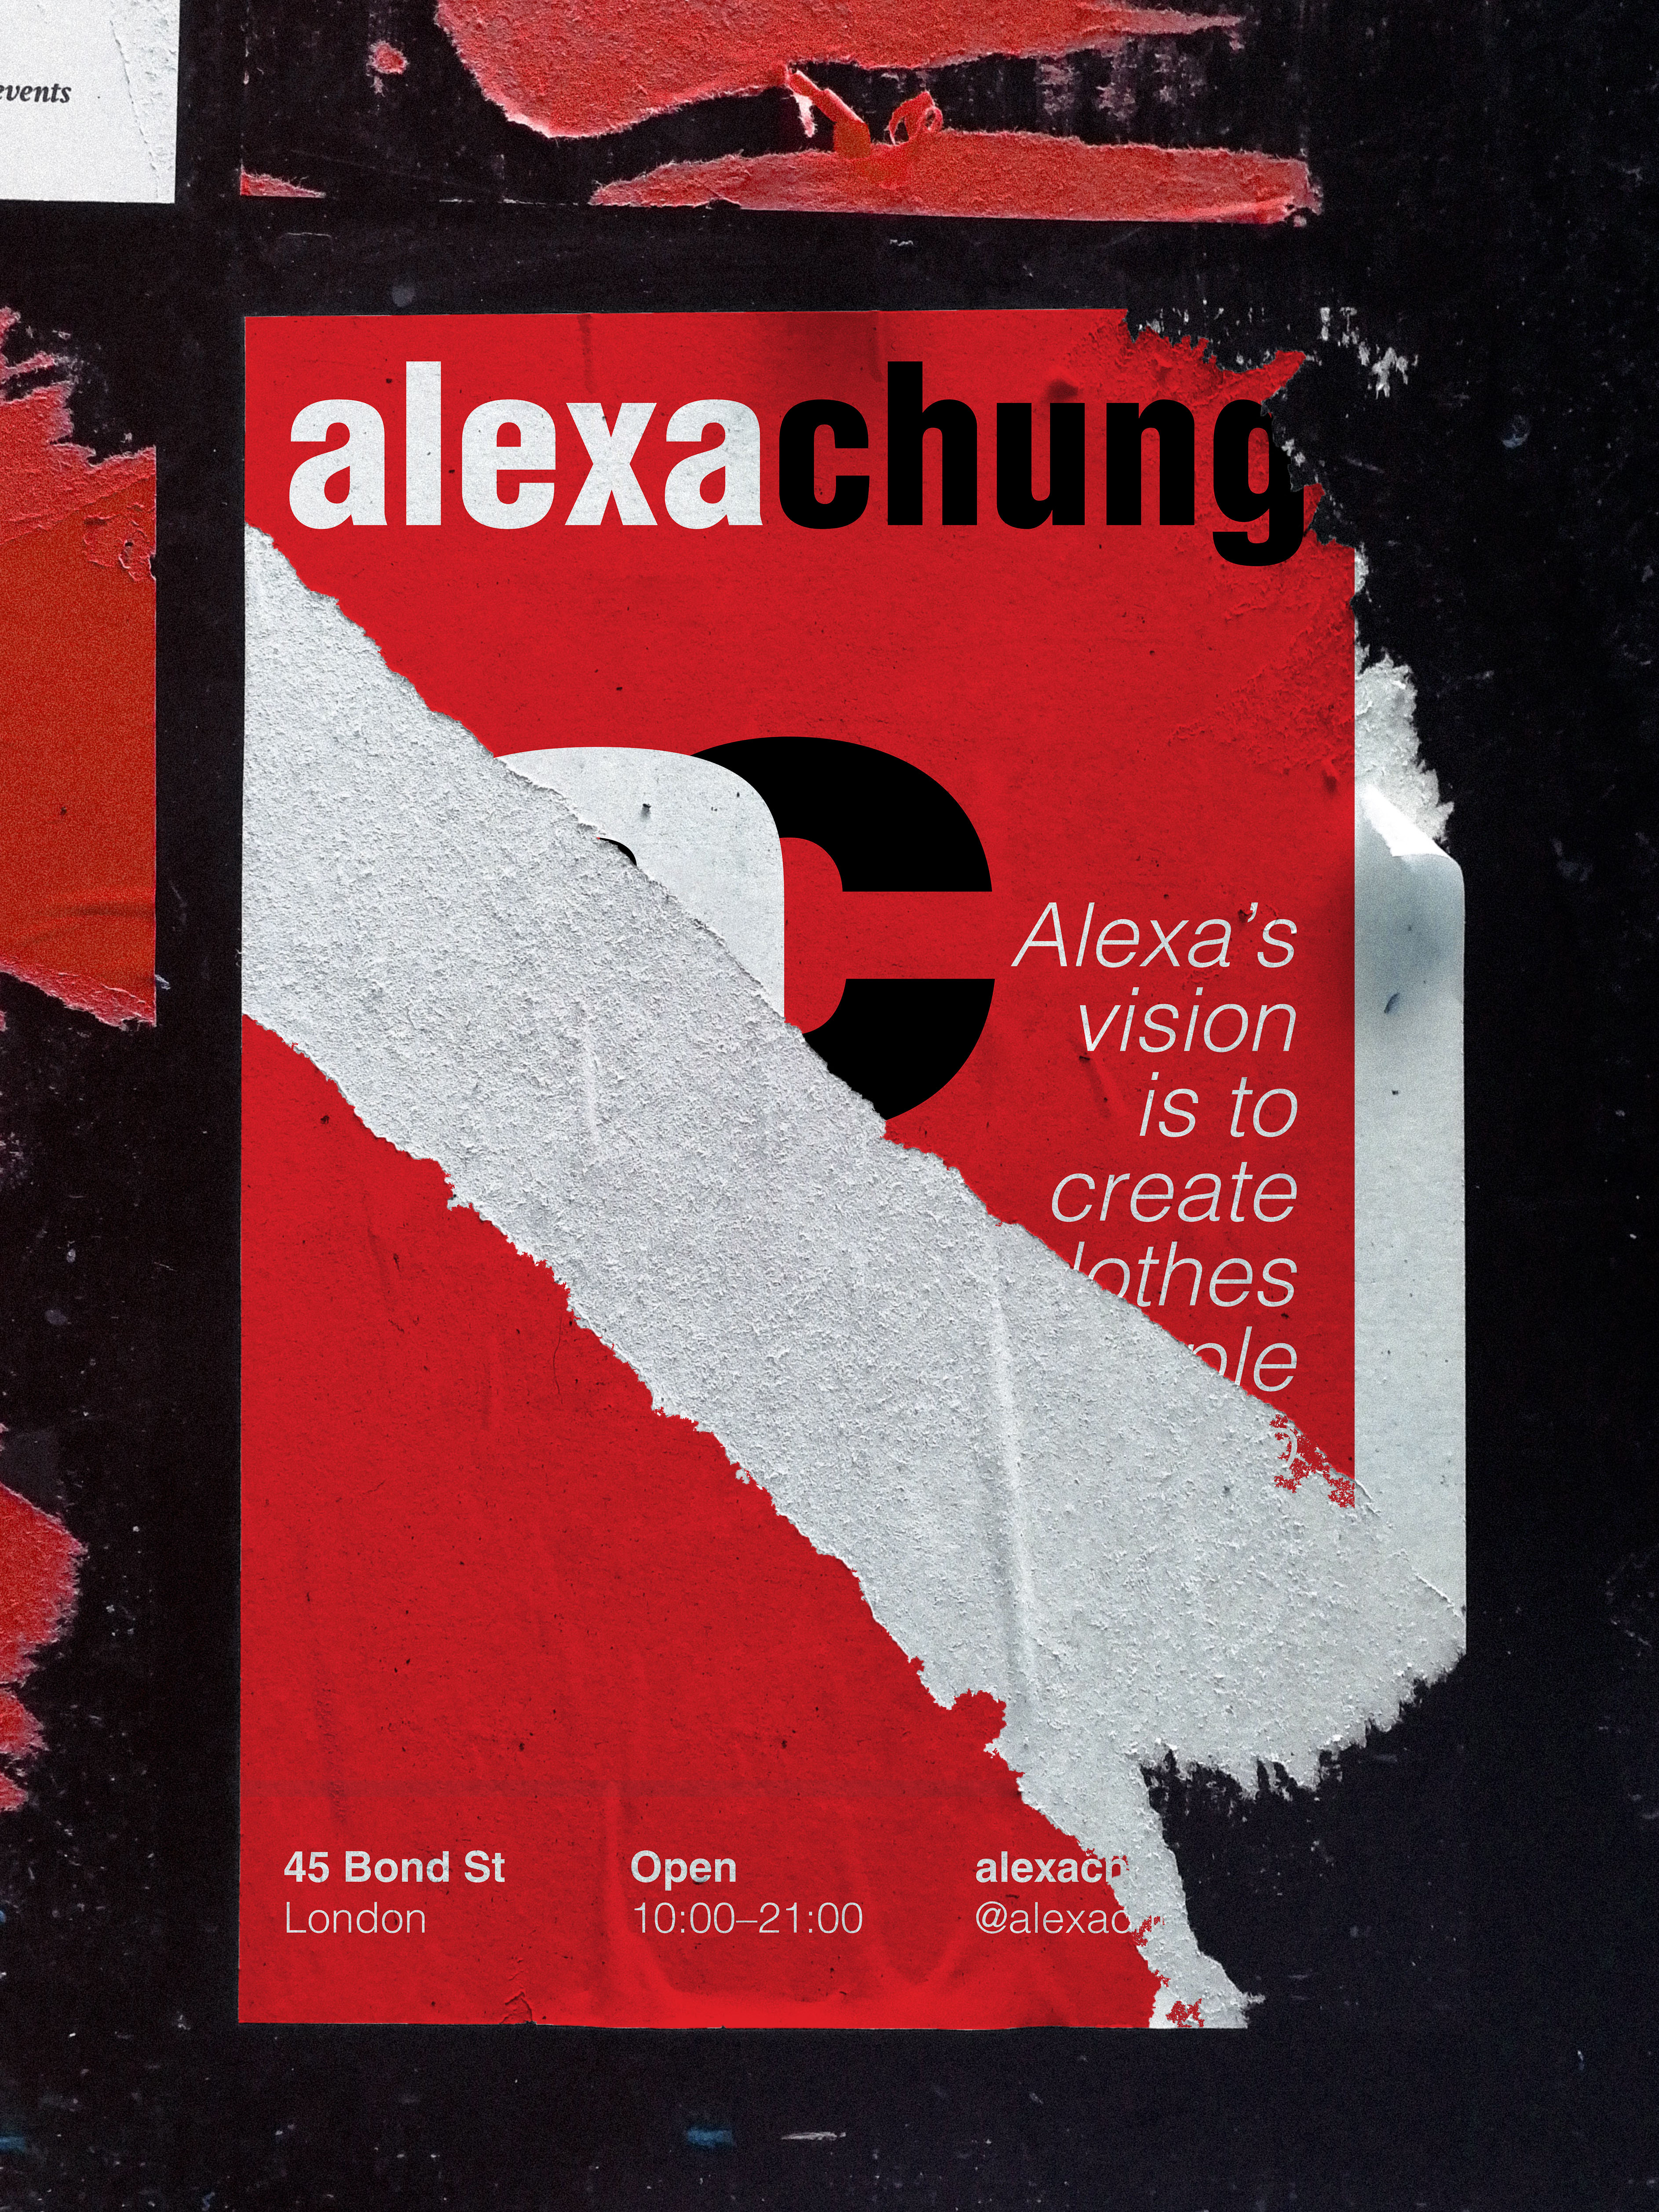 events
alexachung
Alexa's
vision
is to
create
45 Bond St
London
Open
10:00–21:00